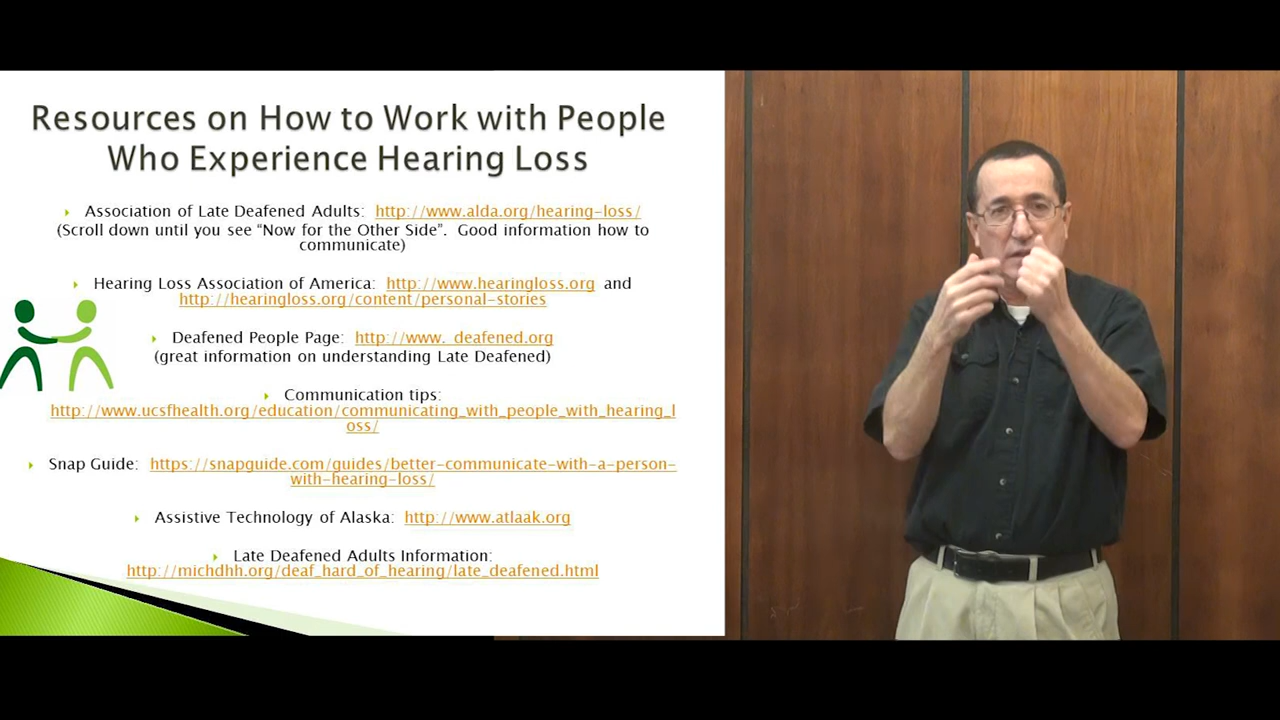 Resources on How to Work with People
Who Experience Hearing Loss
Association of Late Deafened Adults: http://www.alda.org/hearing-loss/
(Scroll down until you see “Now for the Other Side”. Good information how to
communicate)
Hearing Loss Association of America: http://www.hearingloss.org and
http://hearingloss.org/content/personal-stories
Deafened People Page: http://www. deafened.org
(great information on understanding Late Deafened)
Communication tips:
http://www.ucsfhealth.org/education/communicating_with_people_with_hearing_l
oss/
Snap Guide: https://snapguide.com/guides/better-communicate-with-a-person-
with-hearing-loss/
Assistive Technology of Alaska: http://www.atlaak.org
Late Deafened Adults Information:
http://michdhh.org/deaf_hard_of_hearing/late_deafened.html